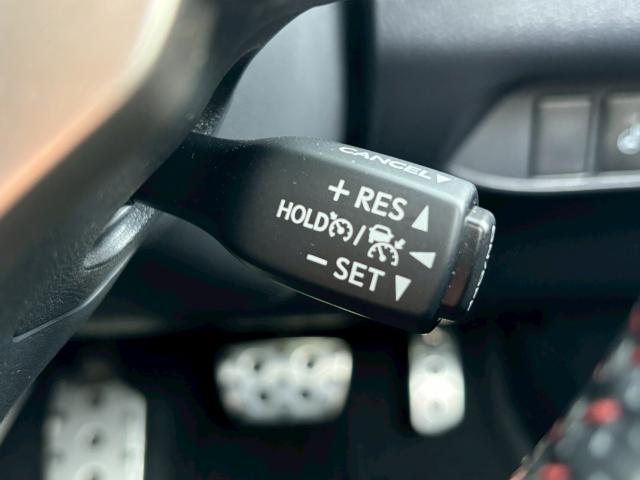 CANCEL▼
+ RES ▲
HOLD / ◀
− SET ▼